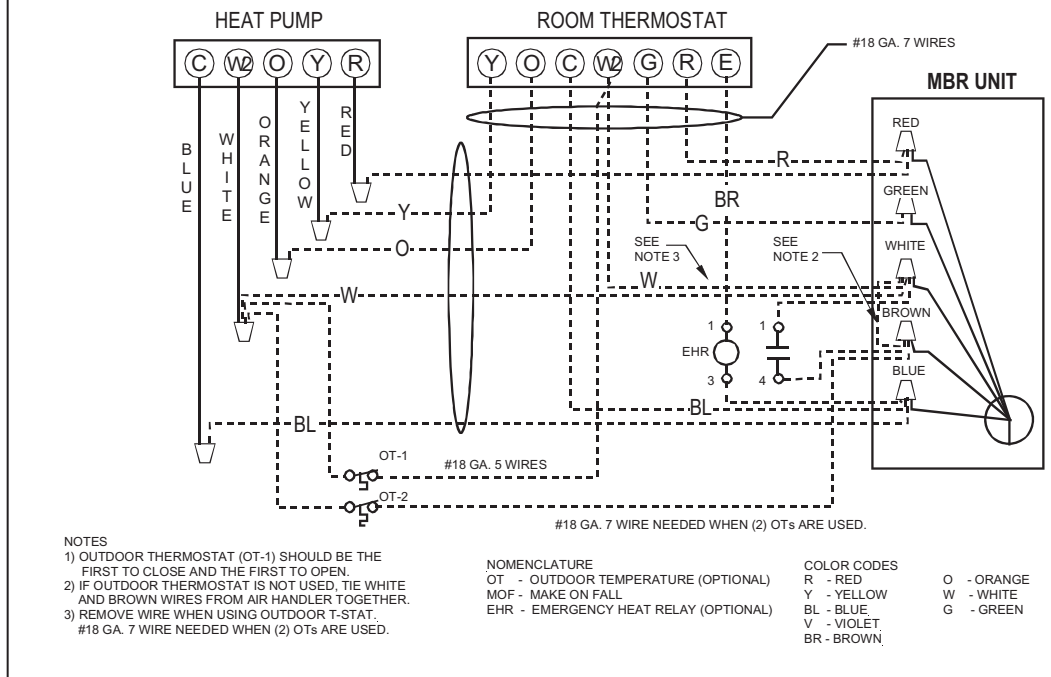 HEAT PUMP
ROOM THERMOSTAT
#18 GA. 7 WIRES
C W2 O Y R
Y O C W2 G R E
MBR UNIT
BLUE
WHITE
ORANGE
YELLOW
RED
RED
R
GREEN
BR
Y
G
SEE
NOTE 3
SEE
NOTE 2
WHITE
O
W
W
BROWN
1
1
EHR
3
4
BLUE
BL
BL
OT-1
#18 GA. 5 WIRES
OT-2
#18 GA. 7 WIRE NEEDED WHEN (2) OTs ARE USED.
NOTES
1) OUTDOOR THERMOSTAT (OT-1) SHOULD BE THE
FIRST TO CLOSE AND THE FIRST TO OPEN.
2) IF OUTDOOR THERMOSTAT IS NOT USED, TIE WHITE
AND BROWN WIRES FROM AIR HANDLER TOGETHER.
3) REMOVE WIRE WHEN USING OUTDOOR T-STAT.
#18 GA. 7 WIRE NEEDED WHEN (2) OTs ARE USED.
NOMENCLATURE
OT - OUTDOOR TEMPERATURE (OPTIONAL)
MOF - MAKE ON FALL
EHR - EMERGENCY HEAT RELAY (OPTIONAL)
COLOR CODES
R - RED
Y - YELLOW
BL - BLUE
V - VIOLET
BR - BROWN
O - ORANGE
W - WHITE
G - GREEN